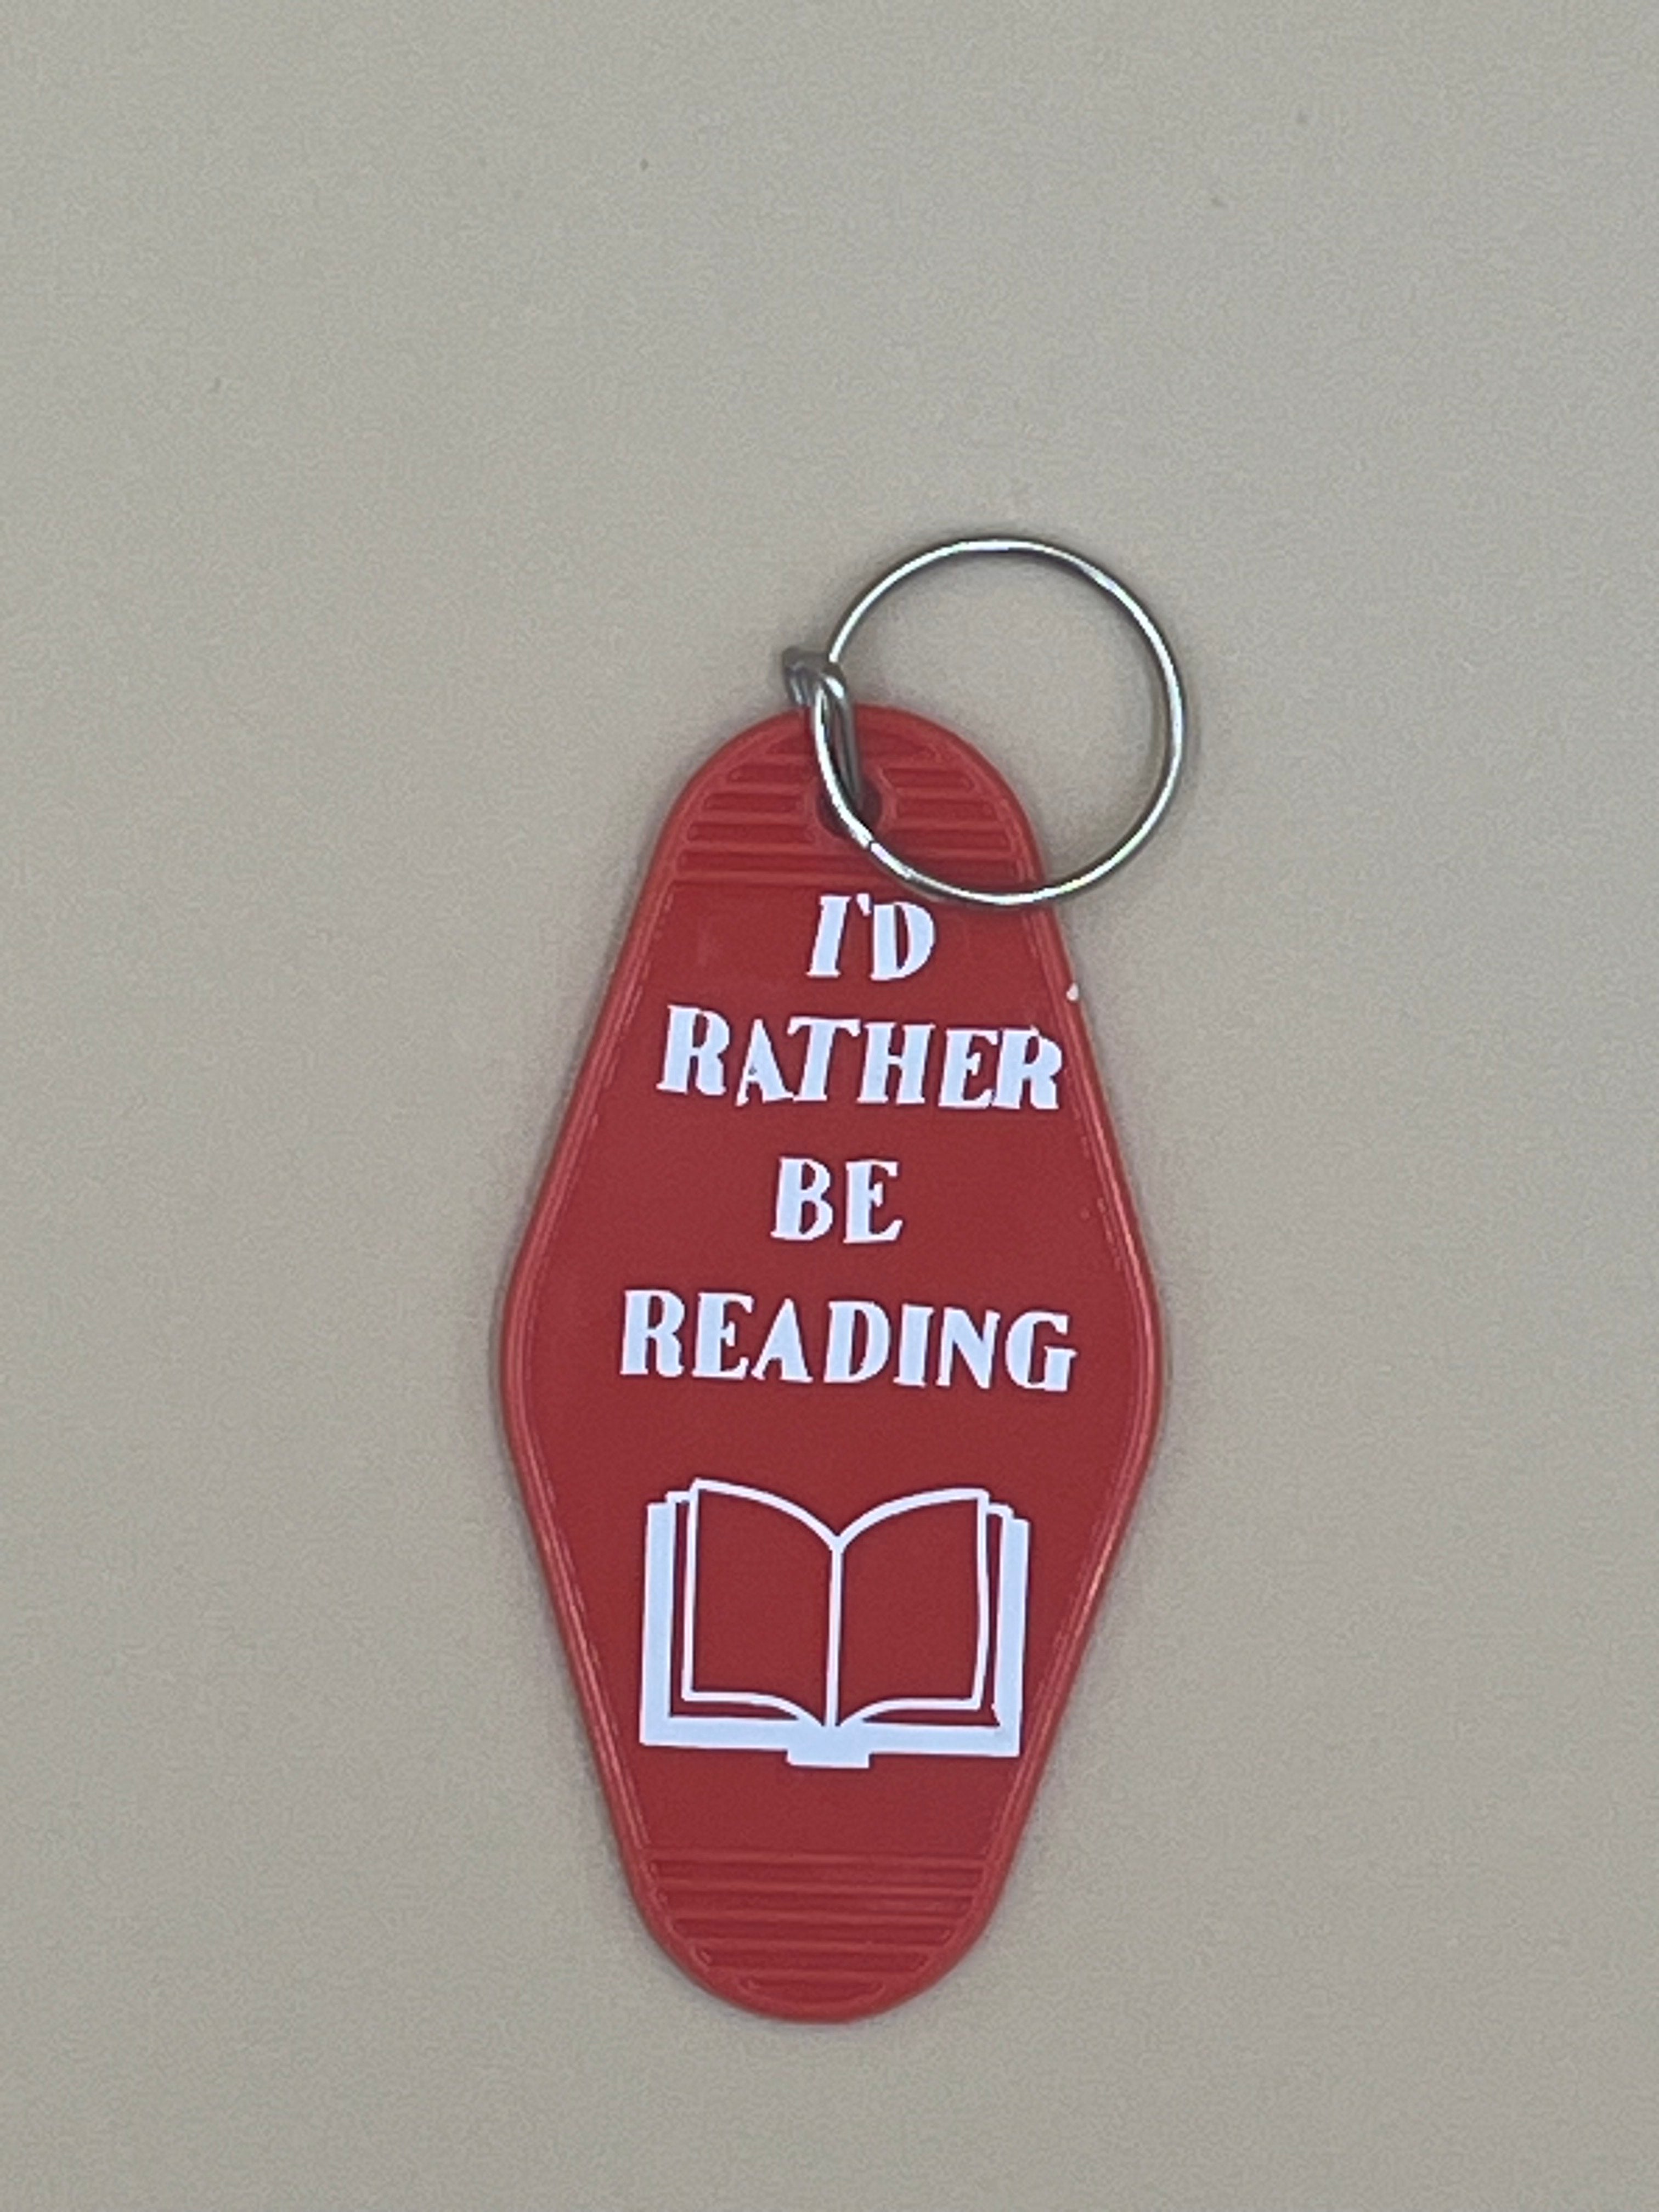 I'D
RATHER
BE
READING